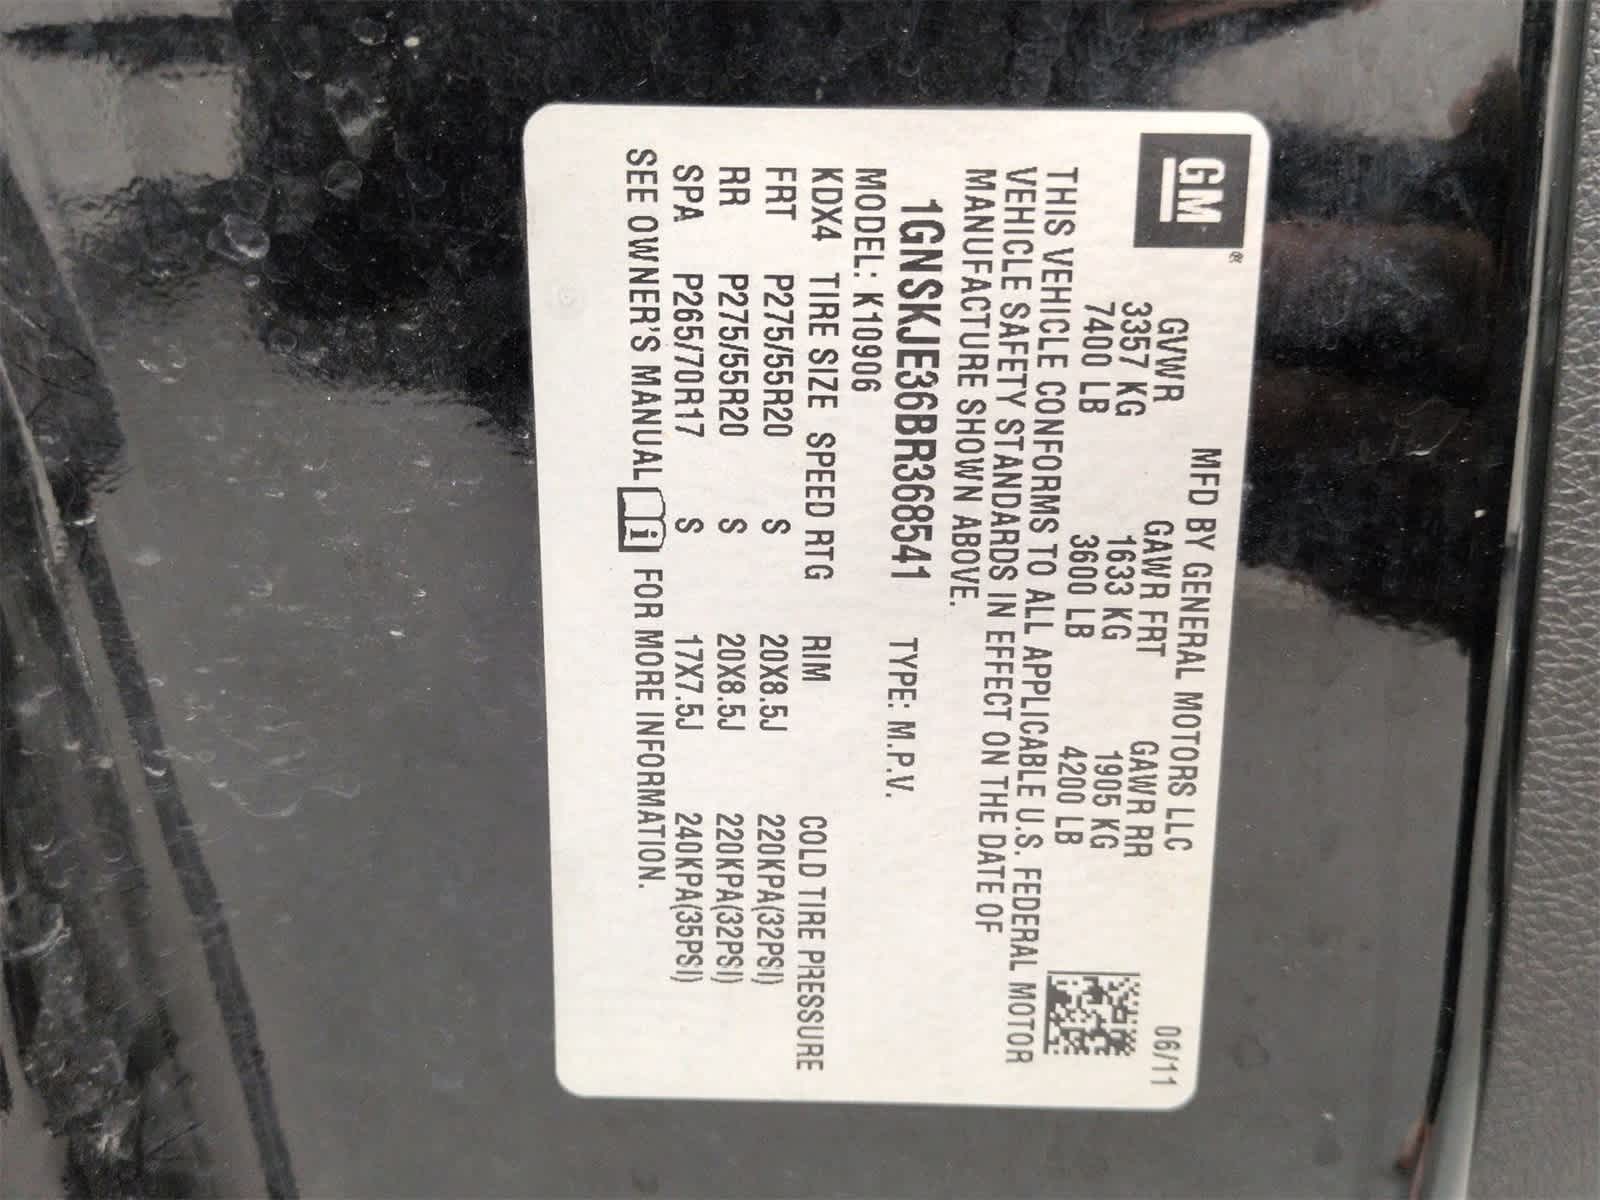 GM
MFD BY GENERAL MOTORS LLC 06/11
GVWR GAWR FRT GAWR RR
3357 KG 1633 KG 1905 KG
7400 LB 3600 LB 4200 LB
THIS VEHICLE CONFORMS TO ALL APPLICABLE U.S. FEDERAL MOTOR
VEHICLE SAFETY STANDARDS IN EFFECT ON THE DATE OF
MANUFACTURE SHOWN ABOVE.
1GNSKJE36BR368541 TYPE: M.P.V.
MODEL: K10906
KDX4 TIRE SIZE SPEED RTG RIM COLD TIRE PRESSURE
FRT P275/55R20 S 20X8.5J 220KPA(32PSI)
RR P275/55R20 S 20X8.5J 220KPA(32PSI)
SPA P265/70R17 S 17X7.5J 240KPA(35PSI)
SEE OWNER'S MANUAL i FOR MORE INFORMATION.